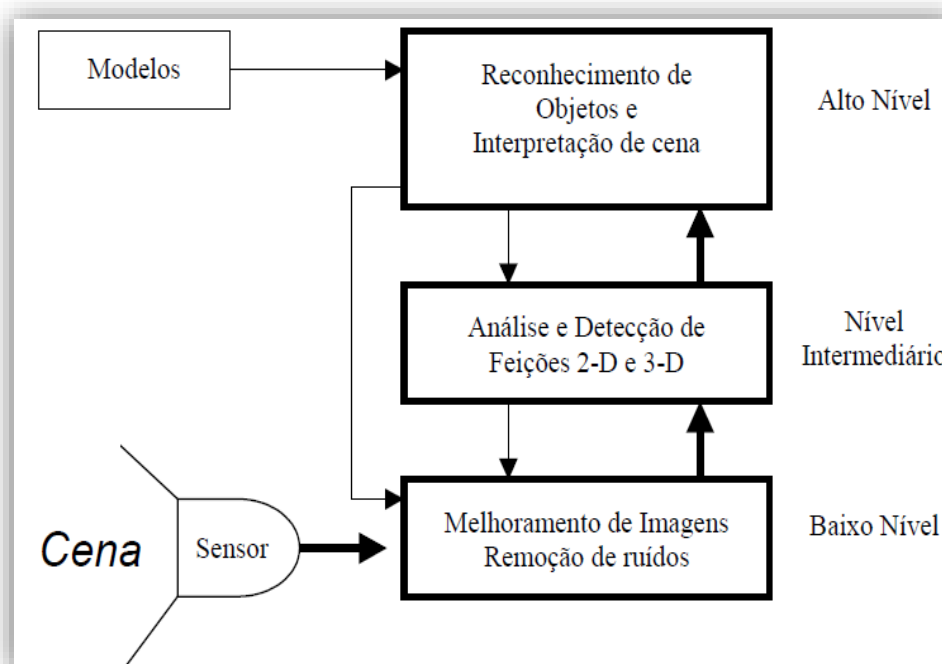 Modelos
Reconhecimento de
Objetos e
Interpretação de cena
Alto Nível
Análise e Detecção de
Feições 2-D e 3-D
Nível
Intermediário
Cena
Sensor
Melhoramento de Imagens
Remoção de ruídos
Baixo Nível